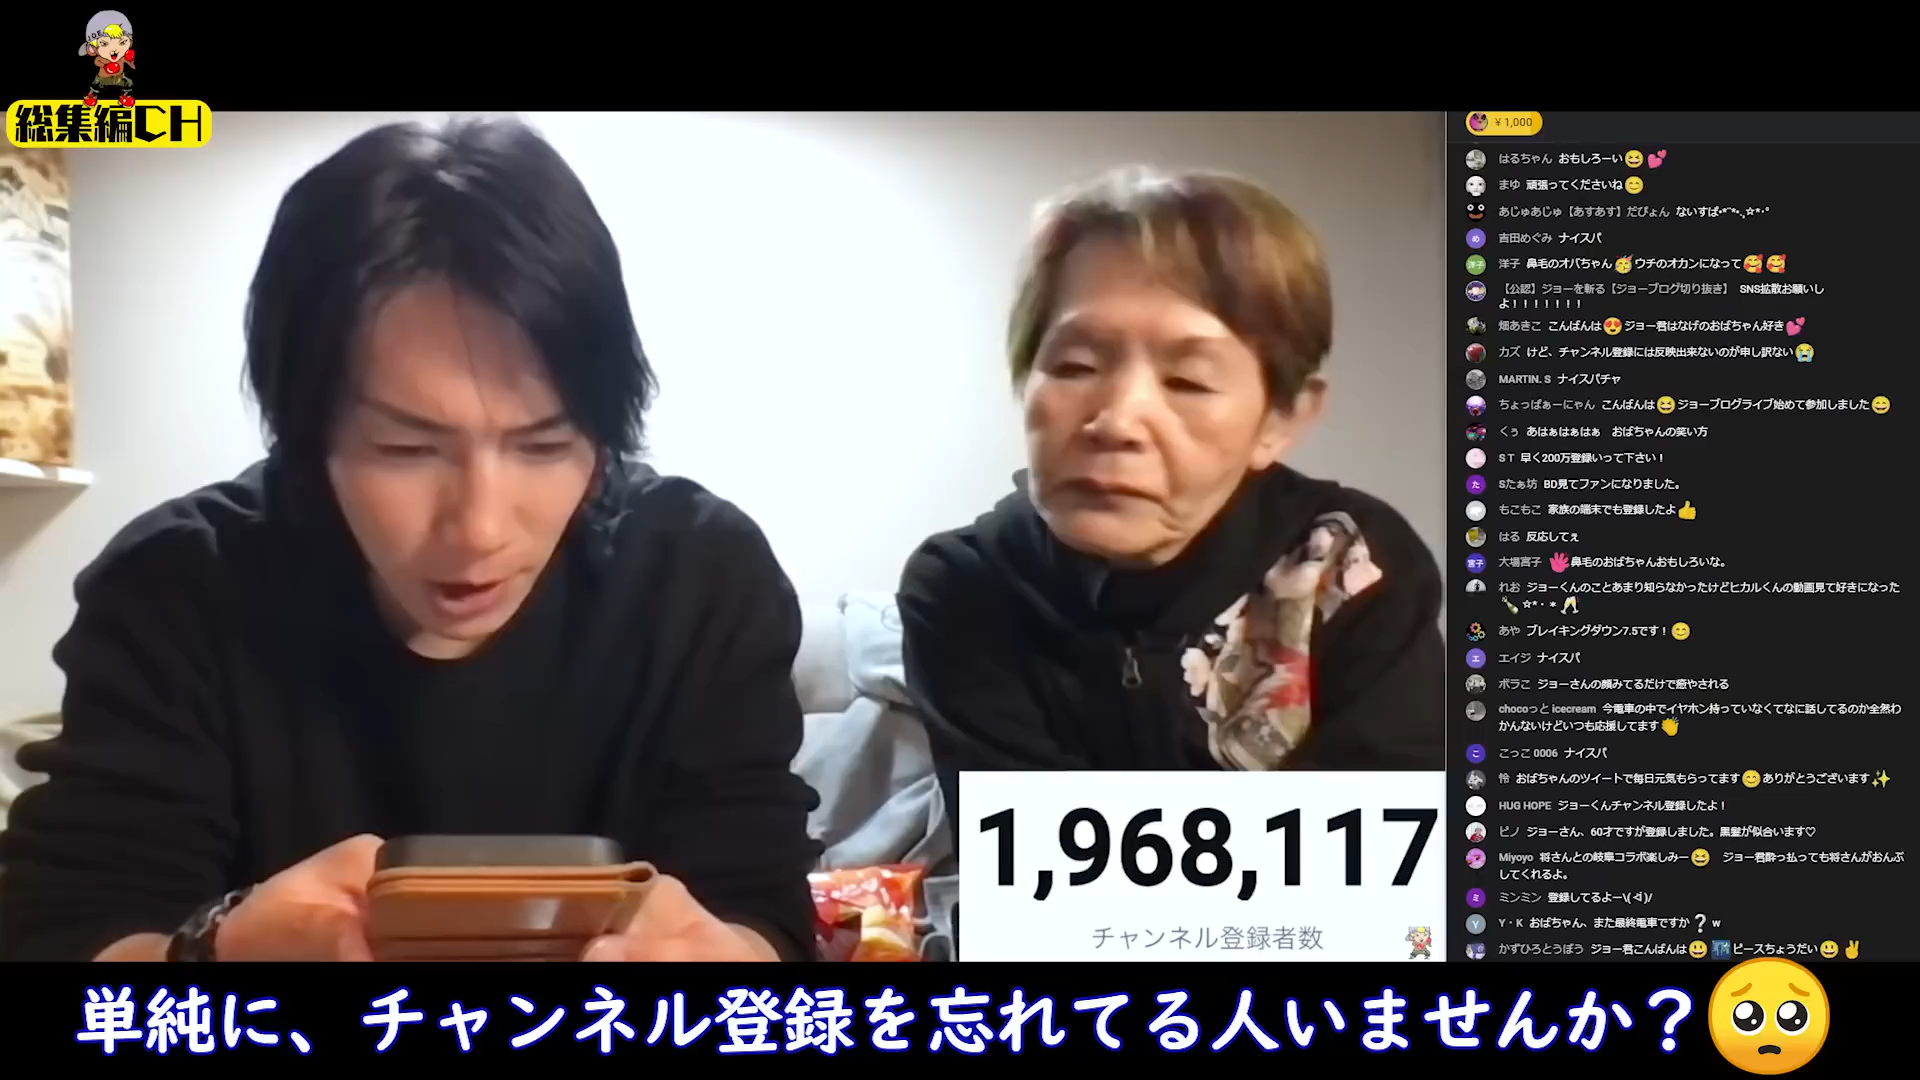 総集編CH
¥ 1,000
はるちゃん おもしろーい😆💕
まゆ 頑張ってくださいね😊
あじゅあじゅ【あすあす】だぴょん ないすぱ
吉田めぐみ ナイスパ
洋子 鼻毛のオバちゃん🥳ウチのオカンになって🥰🥰
【公認】ジョーを斬る【ジョーブログ切り抜き】 SNS拡散お願いし
よ！！！！！！！
畑あきこ こんばんは😍ジョー君はなげのおばちゃん好き💕
カズ けど、チャンネル登録には反映出来ないのが申し訳ない😭
MARTIN. S ナイスパチャ
ちょっぱぁーにゃん こんばんは😆ジョーブログライブ始めて参加しました😄
くぅ あはぁはぁはぁ　おばちゃんの笑い方
S T 早く200万登録いって下さい！
た Sたぁ坊 BD見てファンになりました。
もこもこ 家族の端末でも登録したよ👍
はる 反応してぇ
宮子 大場宮子 👋鼻毛のおばちゃんおもしろいな。
れお ジョーくんのことあまり知らなかったけどヒカルくんの動画見て好きになった
🍾☆*・＊🥂
あや ブレイキングダウン7.5です！😊
エ エイジ ナイスパ
ボラこ ジョーさんの顔みてるだけで癒やされる
chocoっと icecream 今電車の中でイヤホン持っていなくてなに話してるのか全然わ
かんないけどいつも応援してます👏
こ こっこ 0006 ナイスパ
怜 おばちゃんのツイートで毎日元気もらってます😊ありがとうございます✨
HUG HOPE ジョーくんチャンネル登録したよ！
ピノ ジョーさん、60才ですが登録しました。黒髪が似合います♡
Miyoyo 将さんとの岐阜コラボ楽しみー😆　ジョー君酔っ払っても将さんがおんぶ
してくれるよ。
ミ ミンミン 登録してるよー
Y Y・K おばちゃん、また最終電車ですか❓w
かずひろとうぼう ジョー君こんばんは😃ピースちょうだい😃✌
1,968,117
チャンネル登録者数
単純に、チャンネル登録を忘れてる人いませんか？🥺